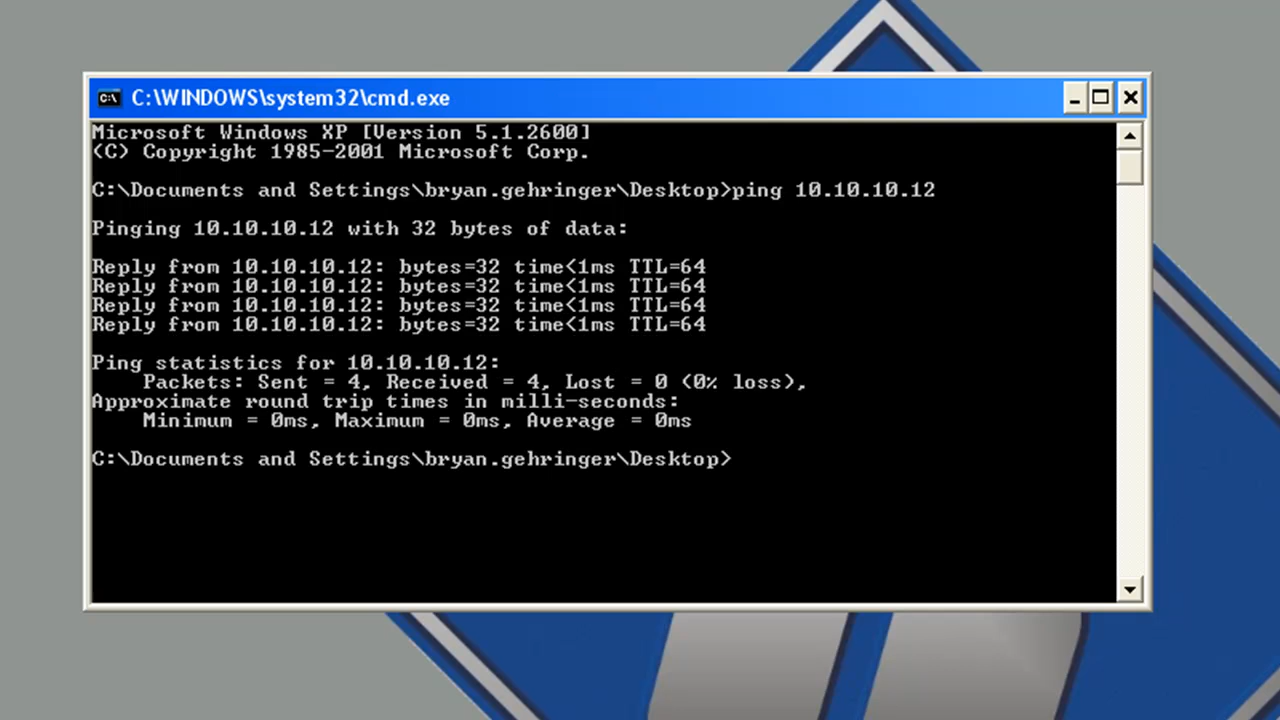 C:\WINDOWS\system32\cmd.exe
Microsoft Windows XP [Version 5.1.2600]
(C) Copyright 1985-2001 Microsoft Corp.
C:\Documents and Settings\bryan.gehringer\Desktop>ping 10.10.10.12
Pinging 10.10.10.12 with 32 bytes of data:
Reply from 10.10.10.12: bytes=32 time<1ms TTL=64
Reply from 10.10.10.12: bytes=32 time<1ms TTL=64
Reply from 10.10.10.12: bytes=32 time<1ms TTL=64
Reply from 10.10.10.12: bytes=32 time<1ms TTL=64
Ping statistics for 10.10.10.12:
Packets: Sent = 4, Received = 4, Lost = 0 (0% loss),
Approximate round trip times in milli-seconds:
Minimum = 0ms, Maximum = 0ms, Average = 0ms
C:\Documents and Settings\bryan.gehringer\Desktop>